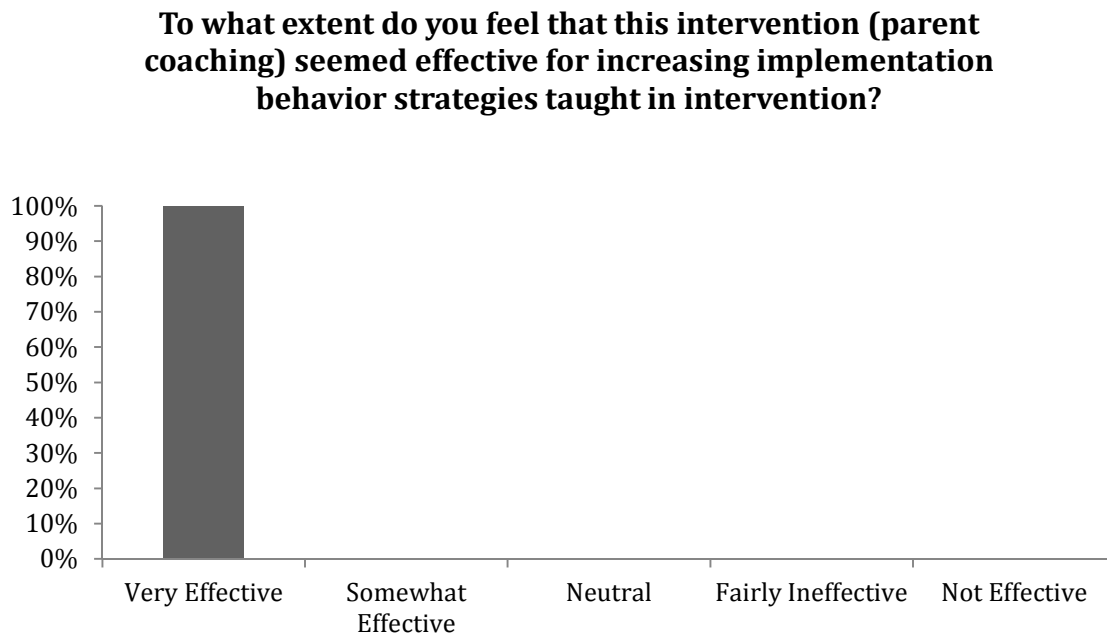 To what extent do you feel that this intervention (parent
coaching) seemed effective for increasing implementation
behavior strategies taught in intervention?
100%
90%
80%
70%
60%
50%
40%
30%
20%
10%
0%
Very Effective
Somewhat
Effective
Neutral
Fairly Ineffective
Not Effective